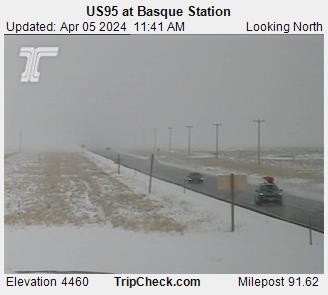 US95 at Basque Station
Updated: Apr 05 2024 11:41 AM Looking North
Elevation 4460 TripCheck.com Milepost 91.62